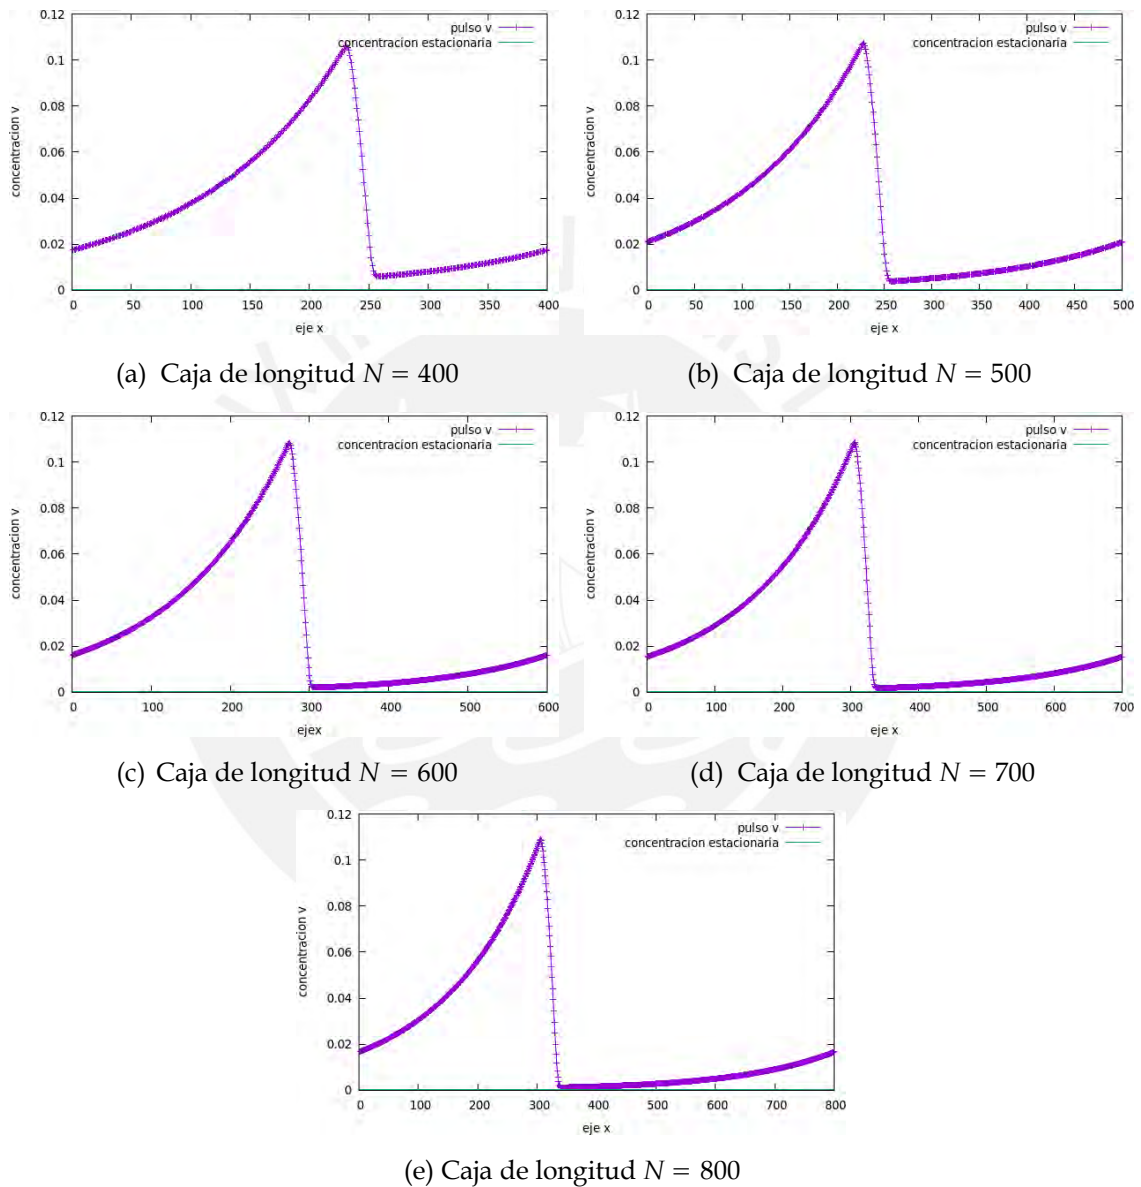 0.12
0.1
0.08
0.06
0.04
0.02
0
0 50 100 150 200 250 300 350 400
concentracion v
eje x
pulso v
concentracion estacionaria
(a) Caja de longitud N = 400
0.12
0.1
0.08
0.06
0.04
0.02
0
0 50 100 150 200 250 300 350 400 450 500
concentracion v
eje x
pulso v
concentracion estacionaria
(b) Caja de longitud N = 500
0.12
0.1
0.08
0.06
0.04
0.02
0
0 100 200 300 400 500 600
concentracion v
ejex
pulso v
concentracion estacionaria
(c) Caja de longitud N = 600
0.12
0.1
0.08
0.06
0.04
0.02
0
0 100 200 300 400 500 600 700
concentracion v
eje x
pulso v
concentracion estacionaria
(d) Caja de longitud N = 700
0.12
0.1
0.08
0.06
0.04
0.02
0
0 100 200 300 400 500 600 700 800
concentracion v
eje x
pulso v
concentracion estacionaria
(e) Caja de longitud N = 800